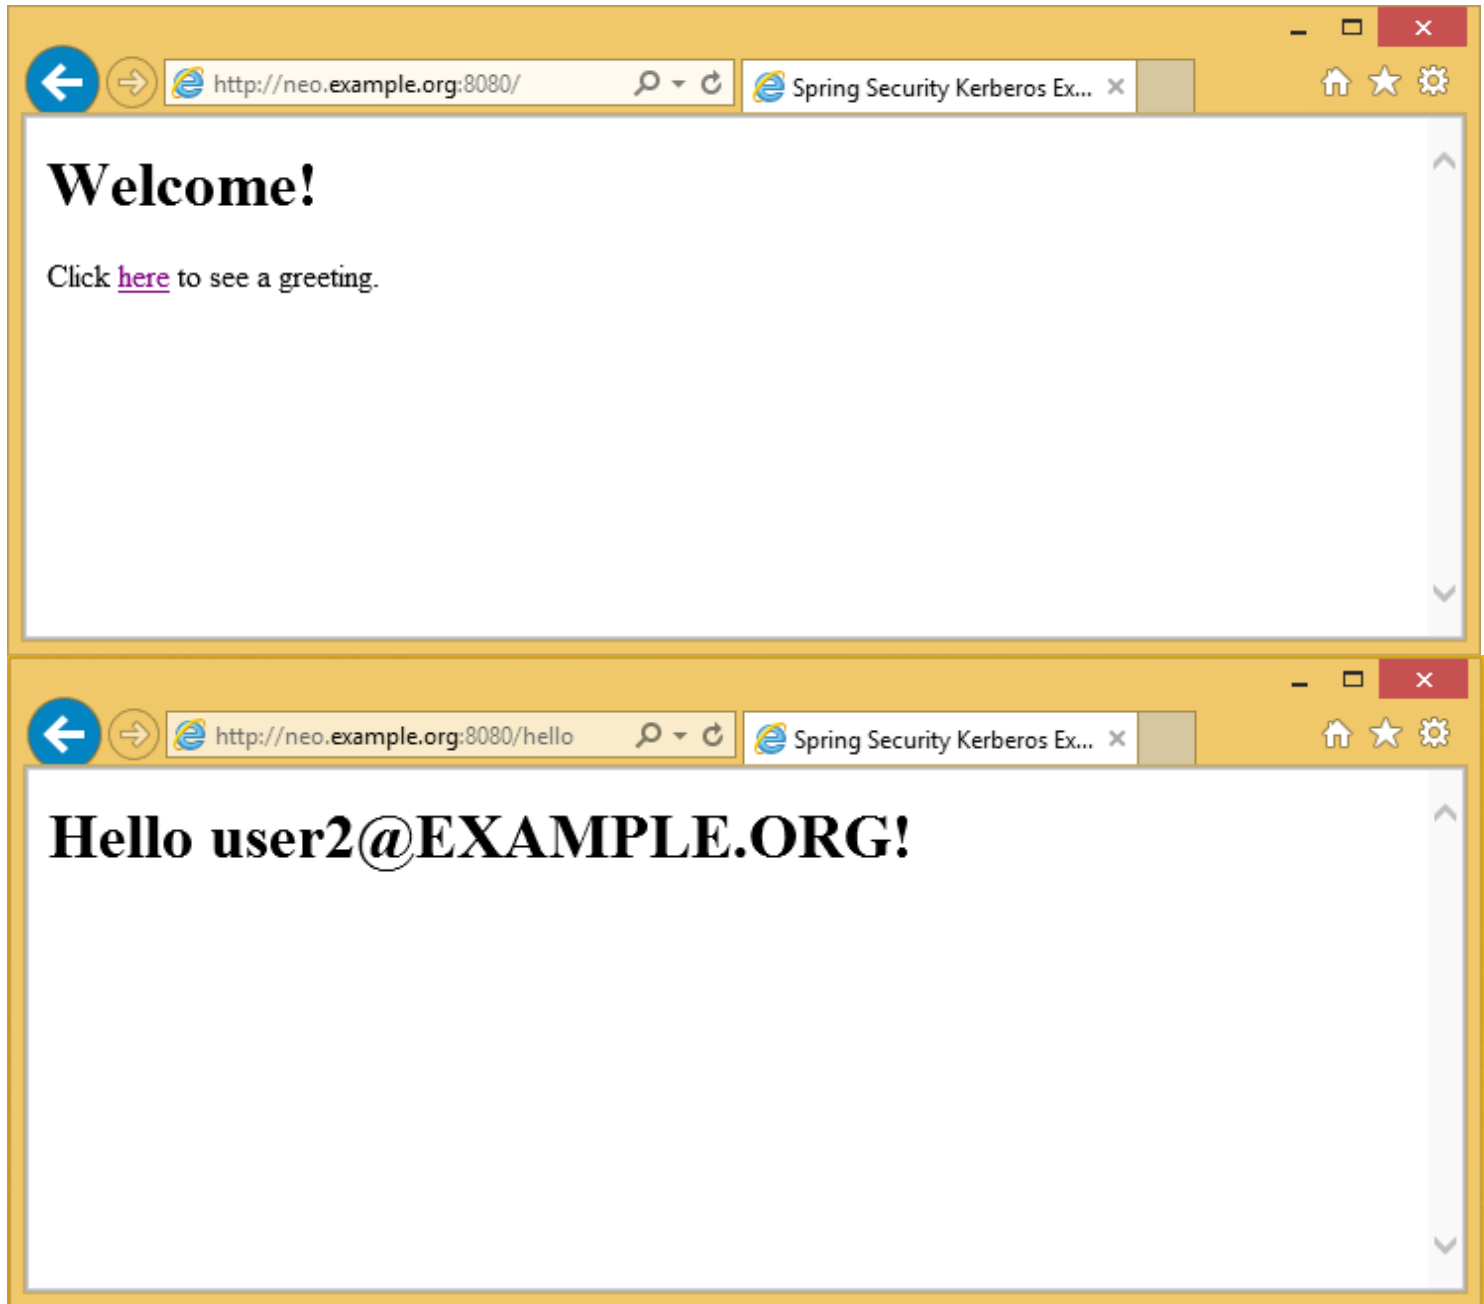 http://neo.example.org:8080/
Spring Security Kerberos Ex...
Welcome!
Click here to see a greeting.
http://neo.example.org:8080/hello
Spring Security Kerberos Ex...
Hello user2@EXAMPLE.ORG!